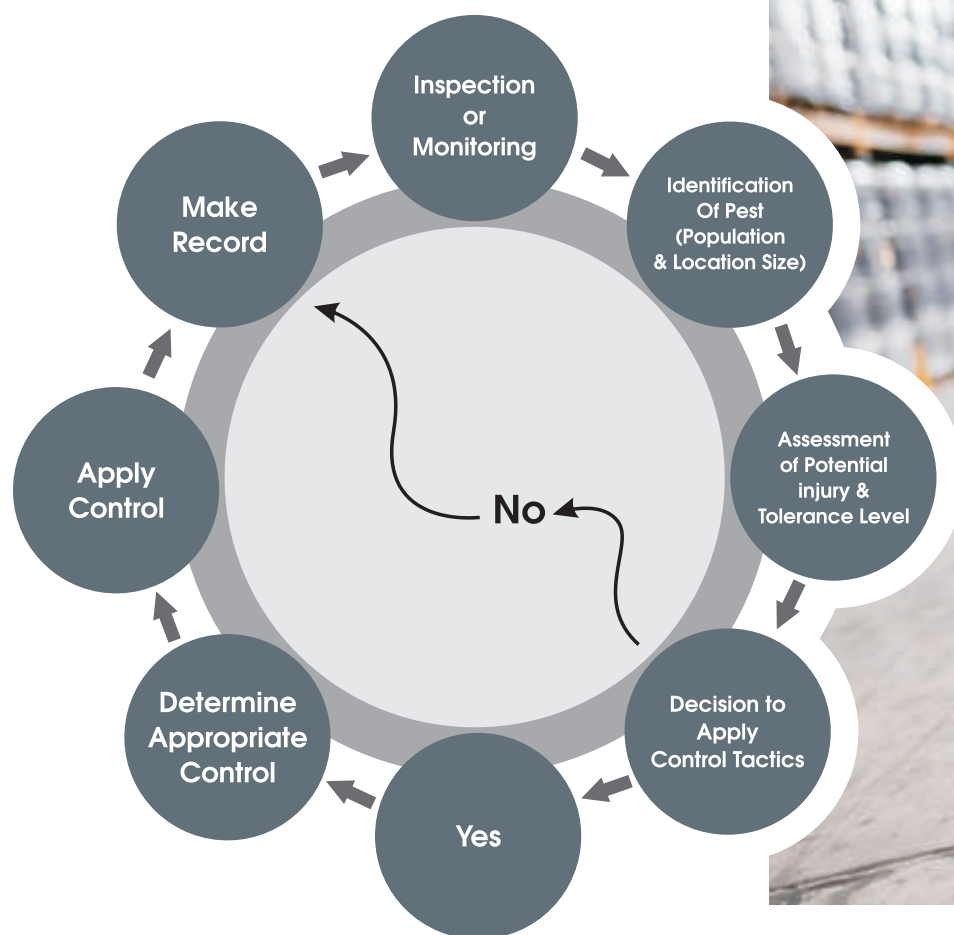 Inspection
or
Monitoring
Identification
Of Pest
(Population
& Location Size)
Assessment
of Potential
injury &
Tolerance Level
Decision to
Apply
Control Tactics
Yes
Determine
Appropriate
Control
Apply
Control
Make
Record
No